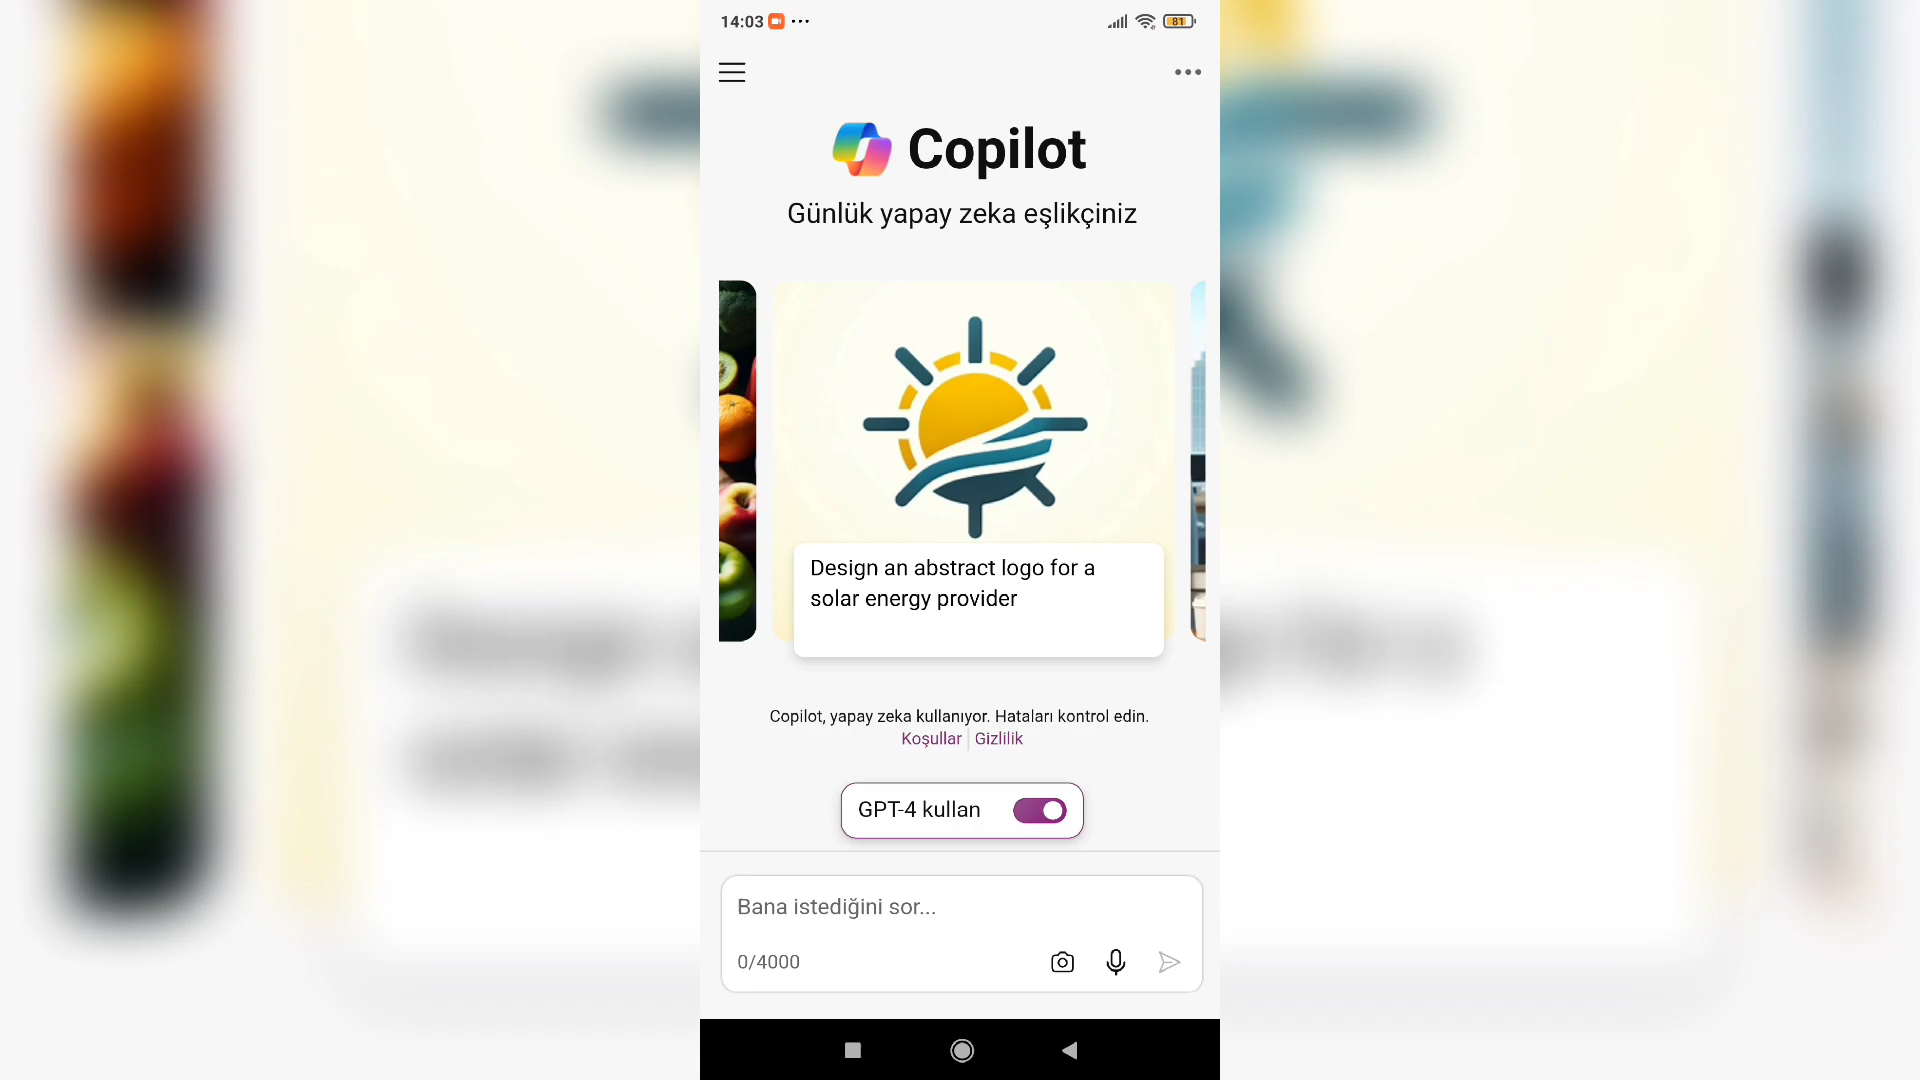 14:03
81
Copilot
Günlük yapay zeka eşlikçiniz
Design an abstract logo for a
solar energy provider
Copilot, yapay zeka kullanıyor. Hataları kontrol edin.
Koşullar | Gizlilik
GPT-4 kullan
Bana istediğini sor...
0/4000